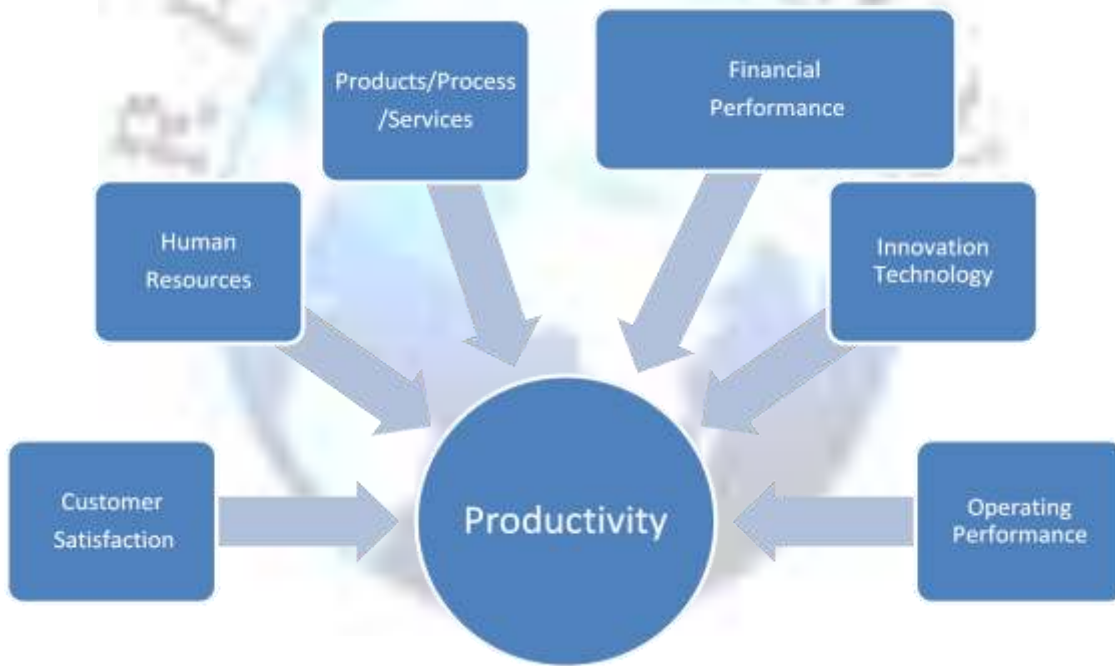 Products/Process
/Services
Financial
Performance
Human
Resources
Innovation
Technology
Customer
Satisfaction
Productivity
Operating
Performance